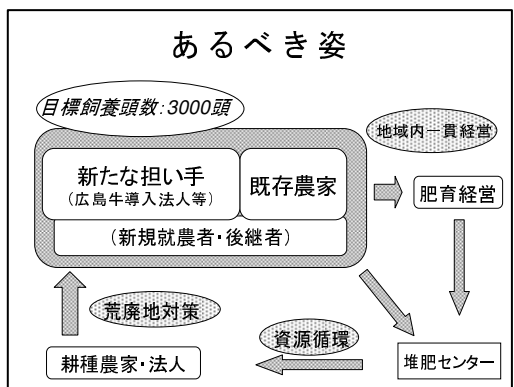 あるべき姿
目標飼養頭数:3000頭
地域内一貫経営
新たな担い手
(広島牛導入法人等)
既存農家
(新規就農者・後継者)
肥育経営
荒廃地対策
資源循環
耕種農家・法人
堆肥センター